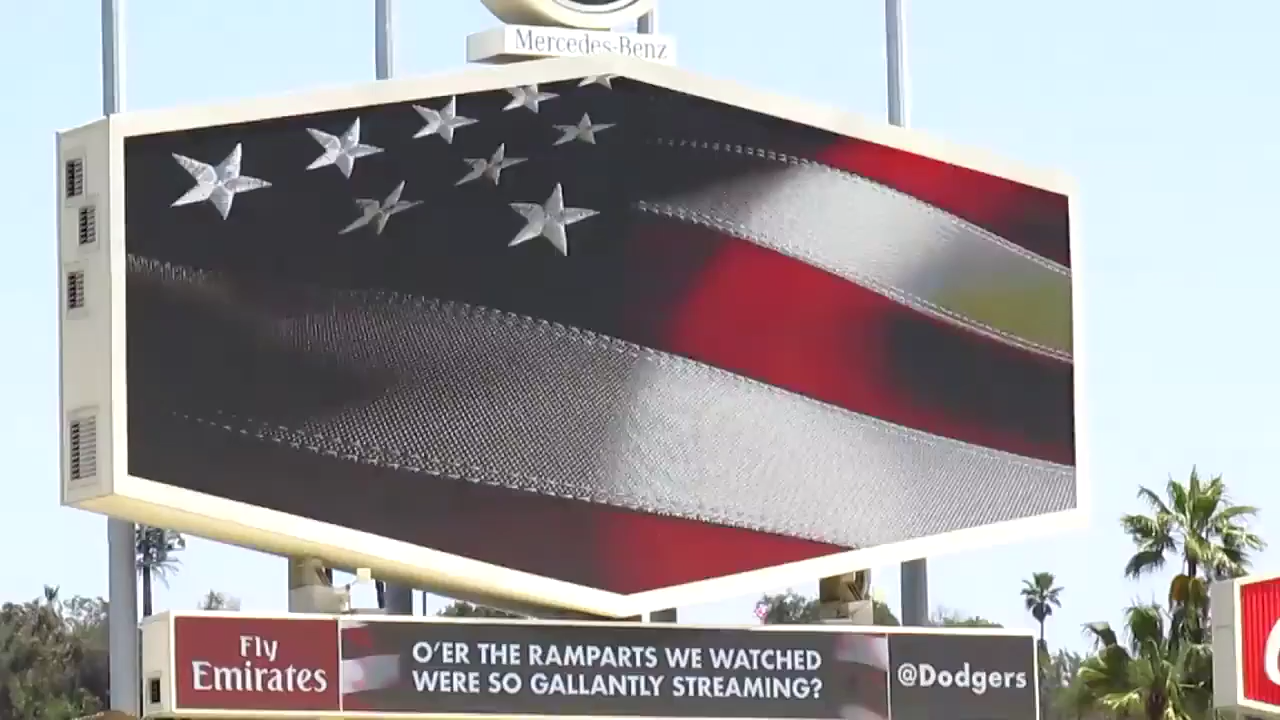 Mercedes-Benz
Fly
Emirates
O'ER THE RAMPARTS WE WATCHED
WERE SO GALLANTLY STREAMING?
@Dodgers